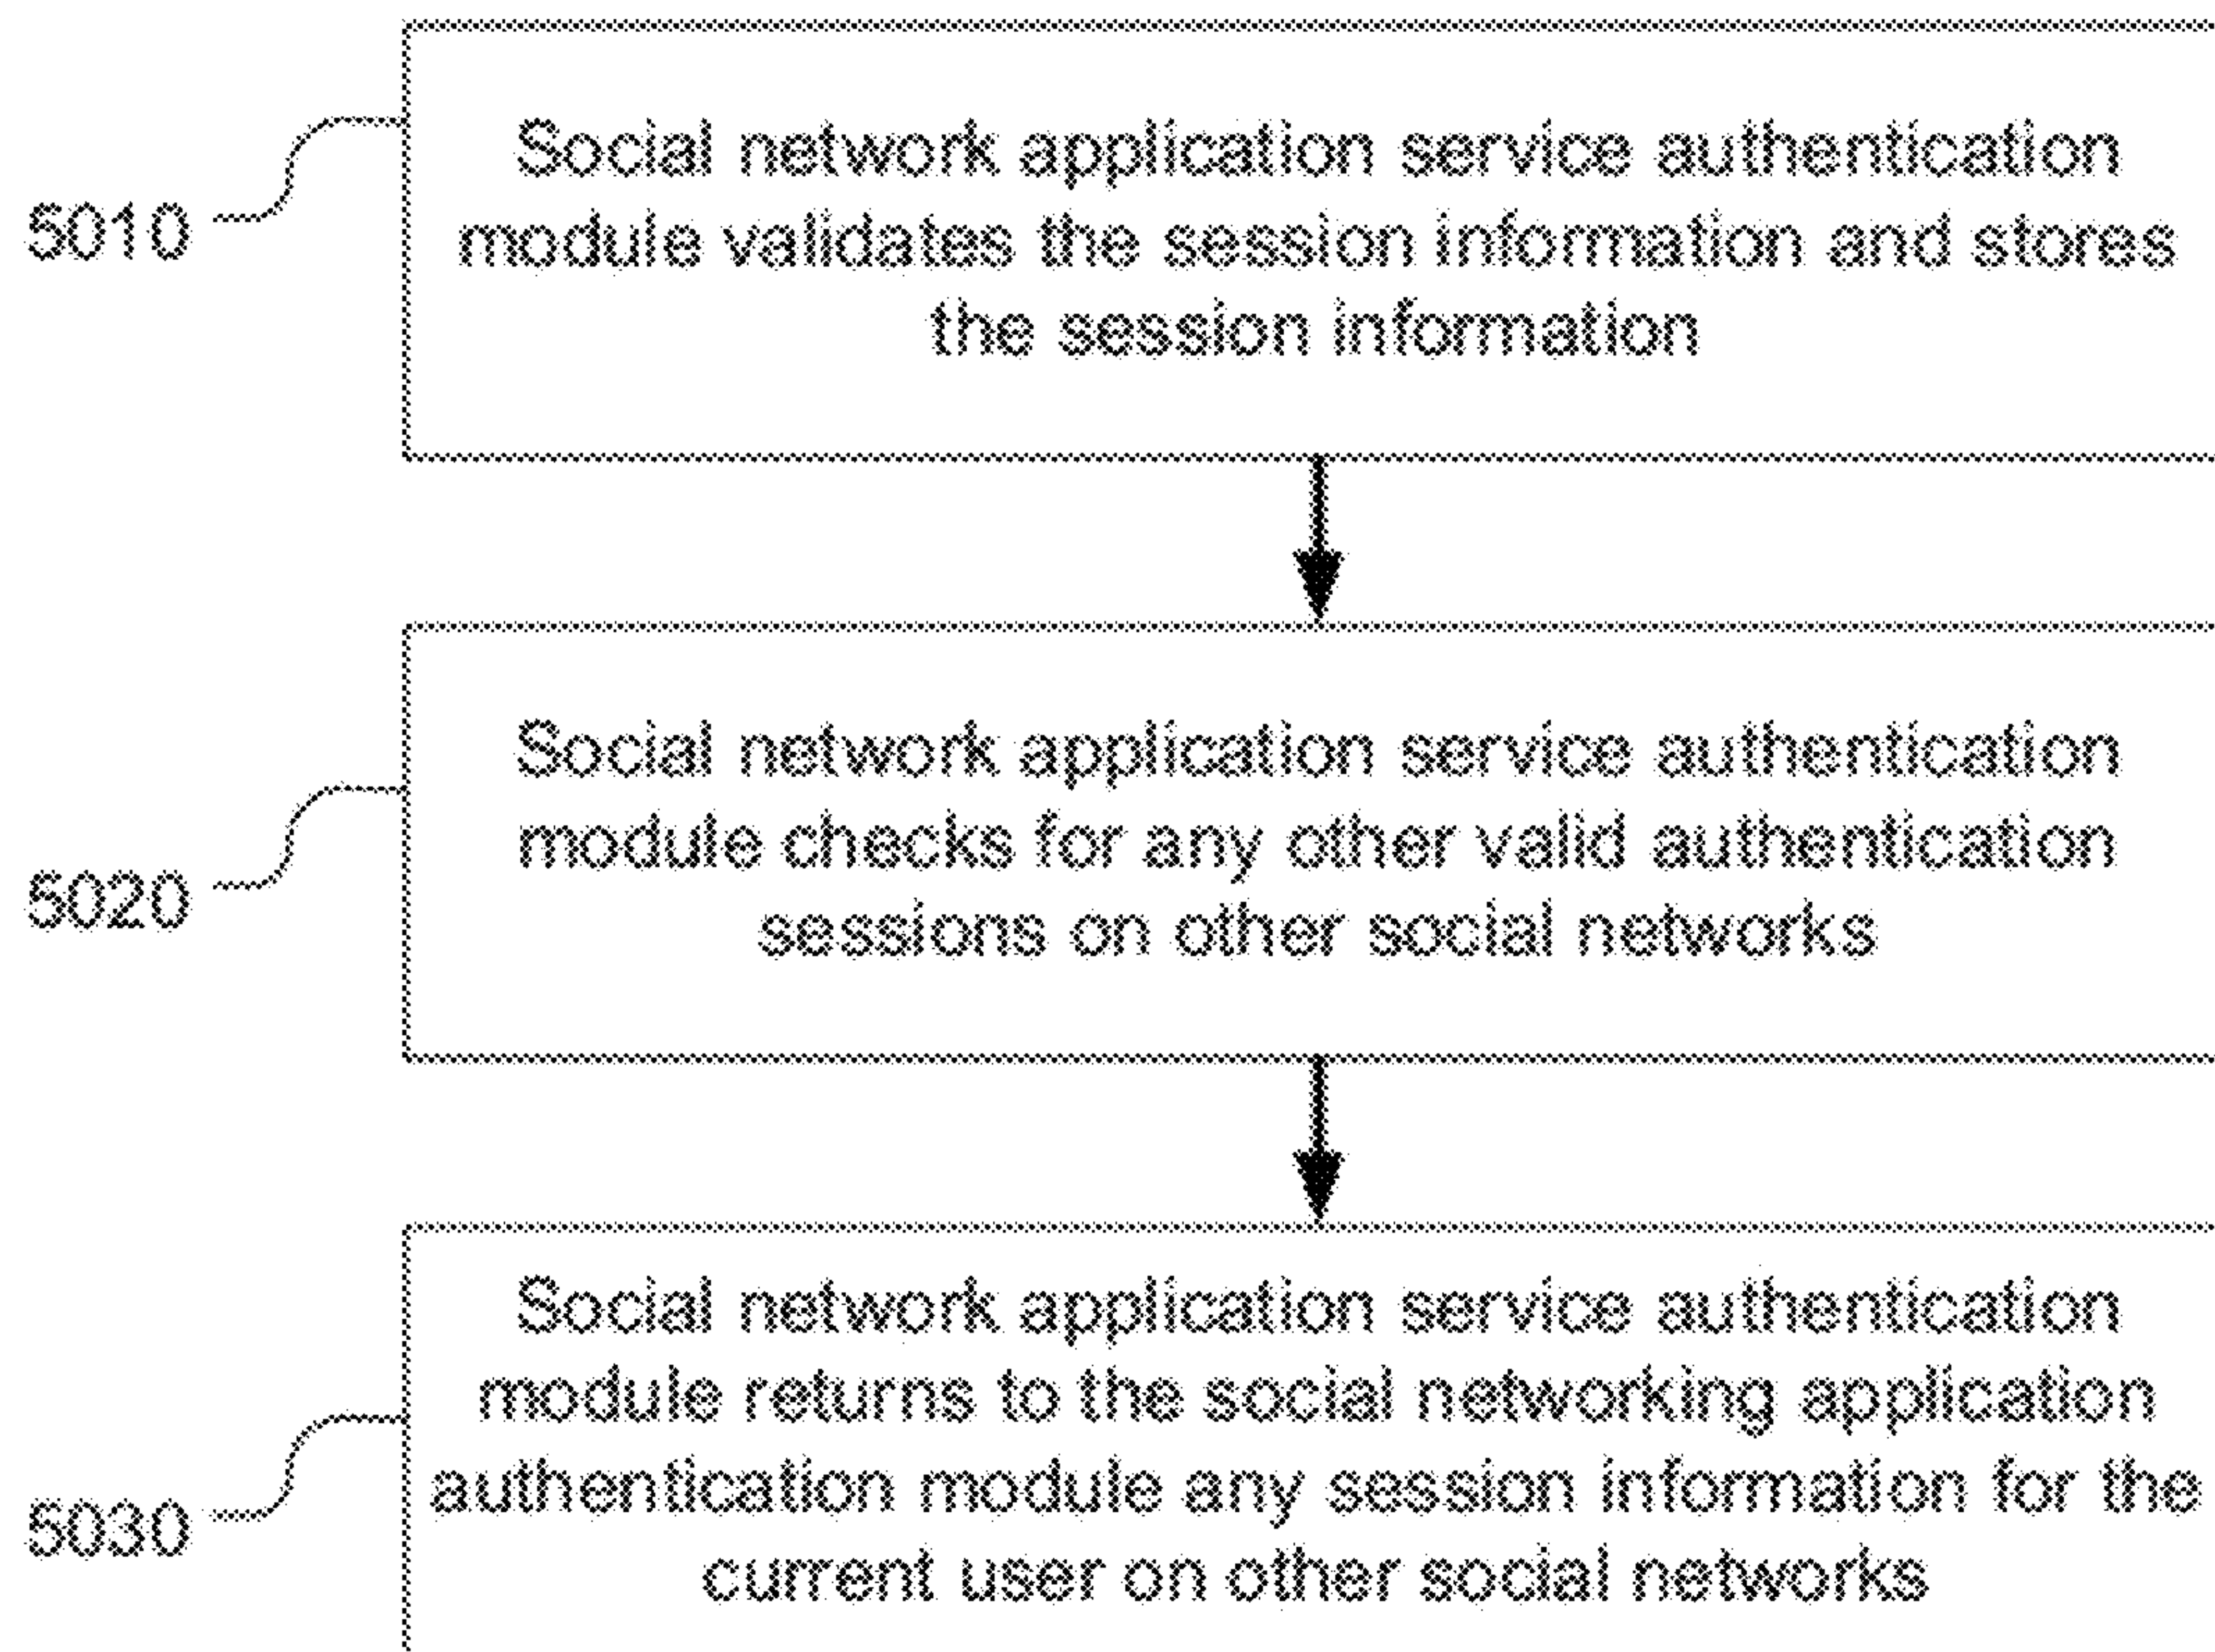 5010
Social network application service authentication
module validates the session information and stores
the session information
5020
Social network application service authentication
module checks for any other valid authentication
sessions on other social networks
5030
Social network application service authentication
module returns to the social networking application
authentication module any session information for the
current user on other social networks